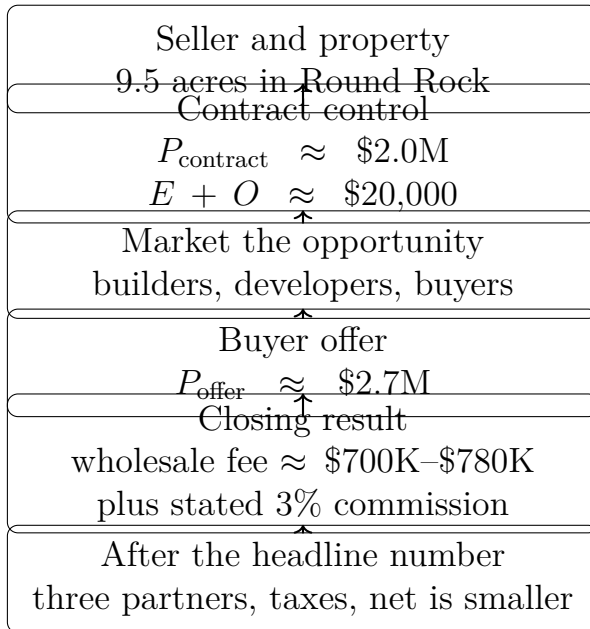 Seller and property
9.5 acres in Round Rock
Contract control
P_contract ≈ $2.0M
E + O ≈ $20,000
Market the opportunity
builders, developers, buyers
Buyer offer
P_offer ≈ $2.7M
Closing result
wholesale fee ≈ $700K–$780K
plus stated 3% commission
After the headline number
three partners, taxes, net is smaller